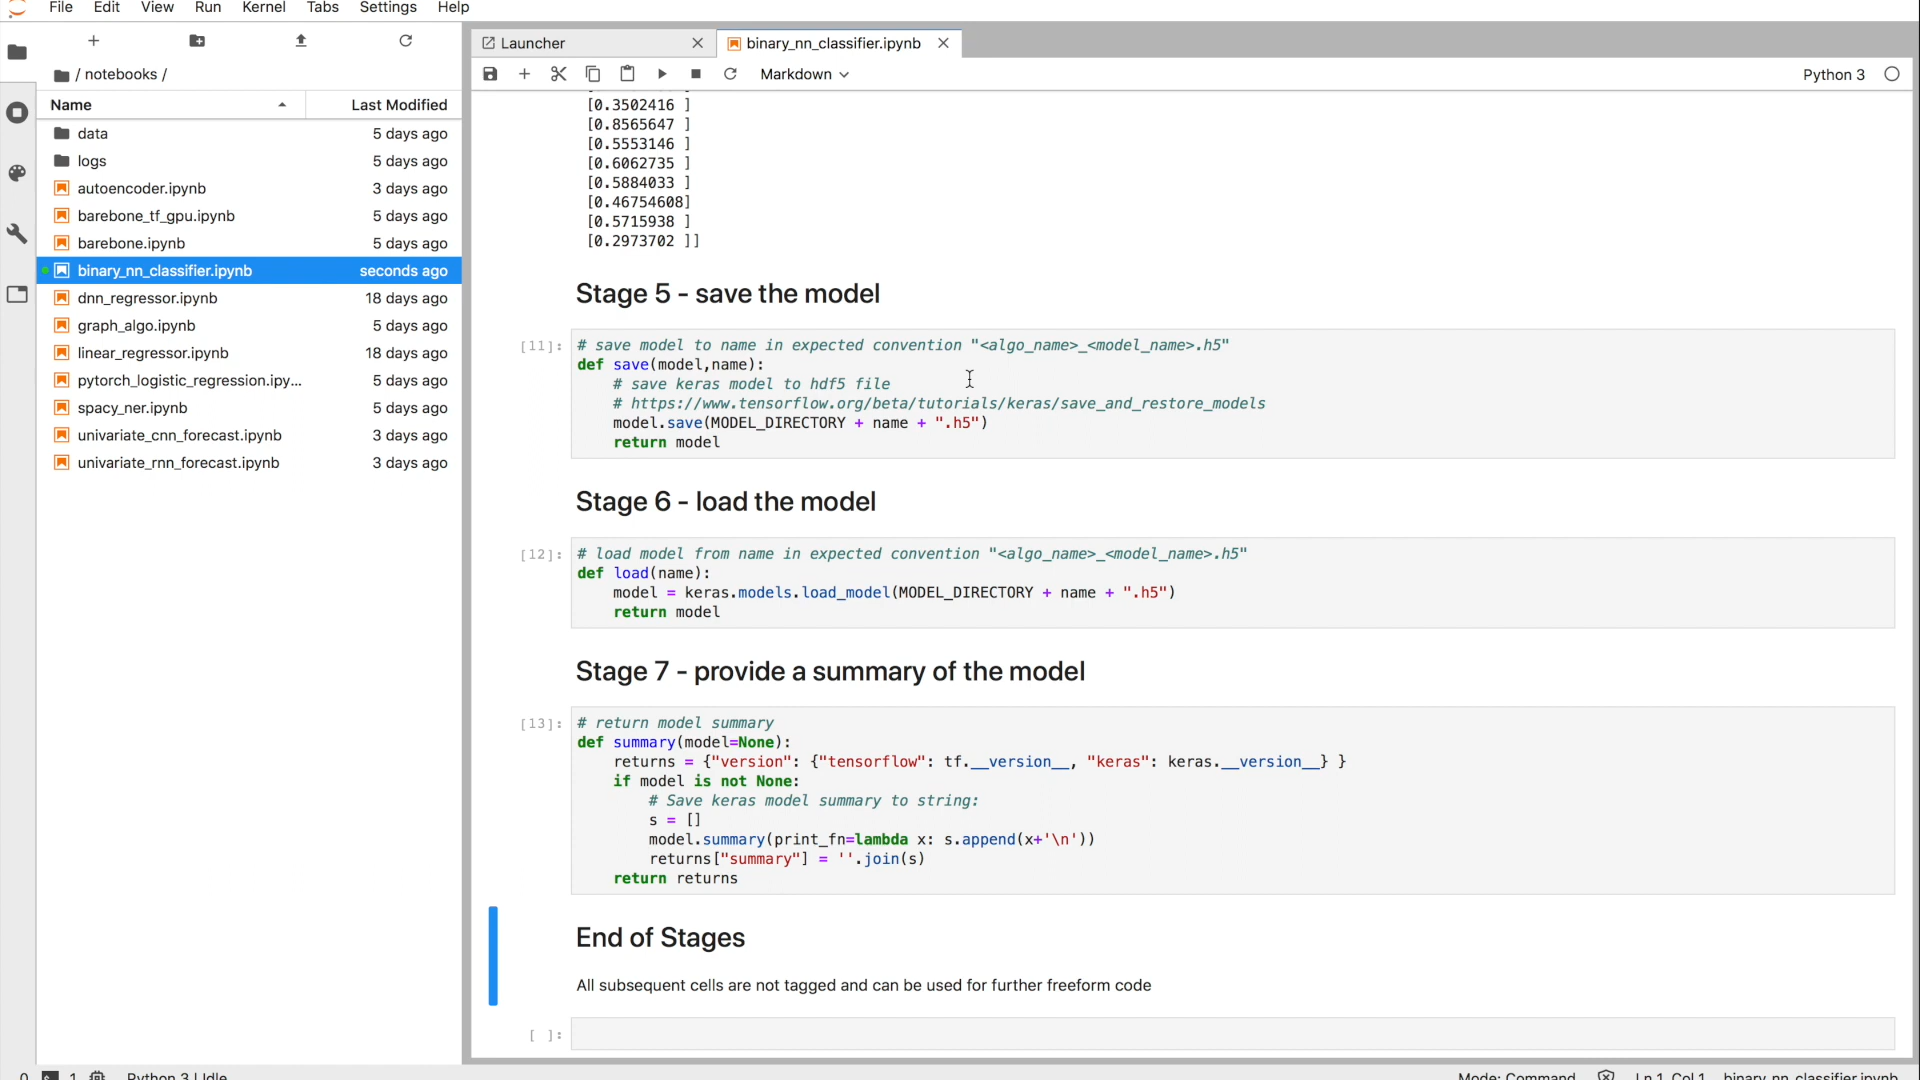 File Edit View Run Kernel Tabs Settings Help
Launcher
binary_nn_classifier.ipynb
Markdown
Python 3
/ notebooks /
Name Last Modified
data 5 days ago
logs 5 days ago
autoencoder.ipynb 3 days ago
barebone_tf_gpu.ipynb 5 days ago
barebone.ipynb 5 days ago
binary_nn_classifier.ipynb seconds ago
dnn_regressor.ipynb 18 days ago
graph_algo.ipynb 5 days ago
linear_regressor.ipynb 18 days ago
pytorch_logistic_regression.ipy... 5 days ago
spacy_ner.ipynb 5 days ago
univariate_cnn_forecast.ipynb 3 days ago
univariate_rnn_forecast.ipynb 3 days ago
[0.3502416 ]
[0.8565647 ]
[0.5553146 ]
[0.6062735 ]
[0.5884033 ]
[0.46754608]
[0.5715938 ]
[0.2973702 ]]
Stage 5 - save the model
[11]:
# save model to name in expected convention "<algo_name>_<model_name>.h5"
def save(model,name):
    # save keras model to hdf5 file
    # https://www.tensorflow.org/beta/tutorials/keras/save_and_restore_models
    model.save(MODEL_DIRECTORY + name + ".h5")
    return model
Stage 6 - load the model
[12]:
# load model from name in expected convention "<algo_name>_<model_name>.h5"
def load(name):
    model = keras.models.load_model(MODEL_DIRECTORY + name + ".h5")
    return model
Stage 7 - provide a summary of the model
[13]:
# return model summary
def summary(model=None):
    returns = {"version": {"tensorflow": tf.__version__, "keras": keras.__version__} }
    if model is not None:
        # Save keras model summary to string:
        s = []
        model.summary(print_fn=lambda x: s.append(x+'\n'))
        returns["summary"] = ''.join(s)
    return returns
End of Stages
All subsequent cells are not tagged and can be used for further freeform code
[ ]:
0 1 Python 3 | Idle Mode: Command Ln 1, Col 1 binary_nn_classifier.ipynb